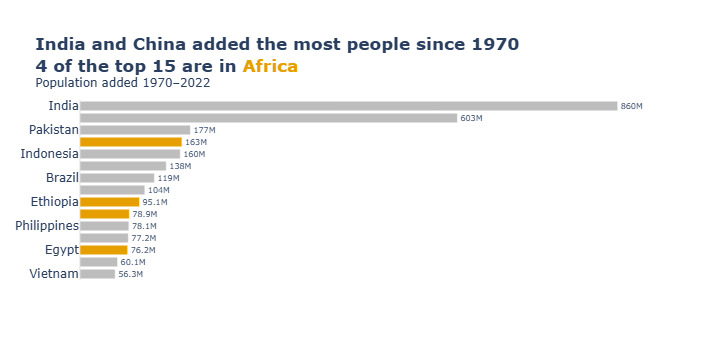 India and China added the most people since 1970
4 of the top 15 are in Africa
Population added 1970–2022
India 860M
603M
Pakistan 177M
163M
Indonesia 160M
138M
Brazil 119M
104M
Ethiopia 95.1M
78.9M
Philippines 78.1M
77.2M
Egypt 76.2M
60.1M
Vietnam 56.3M